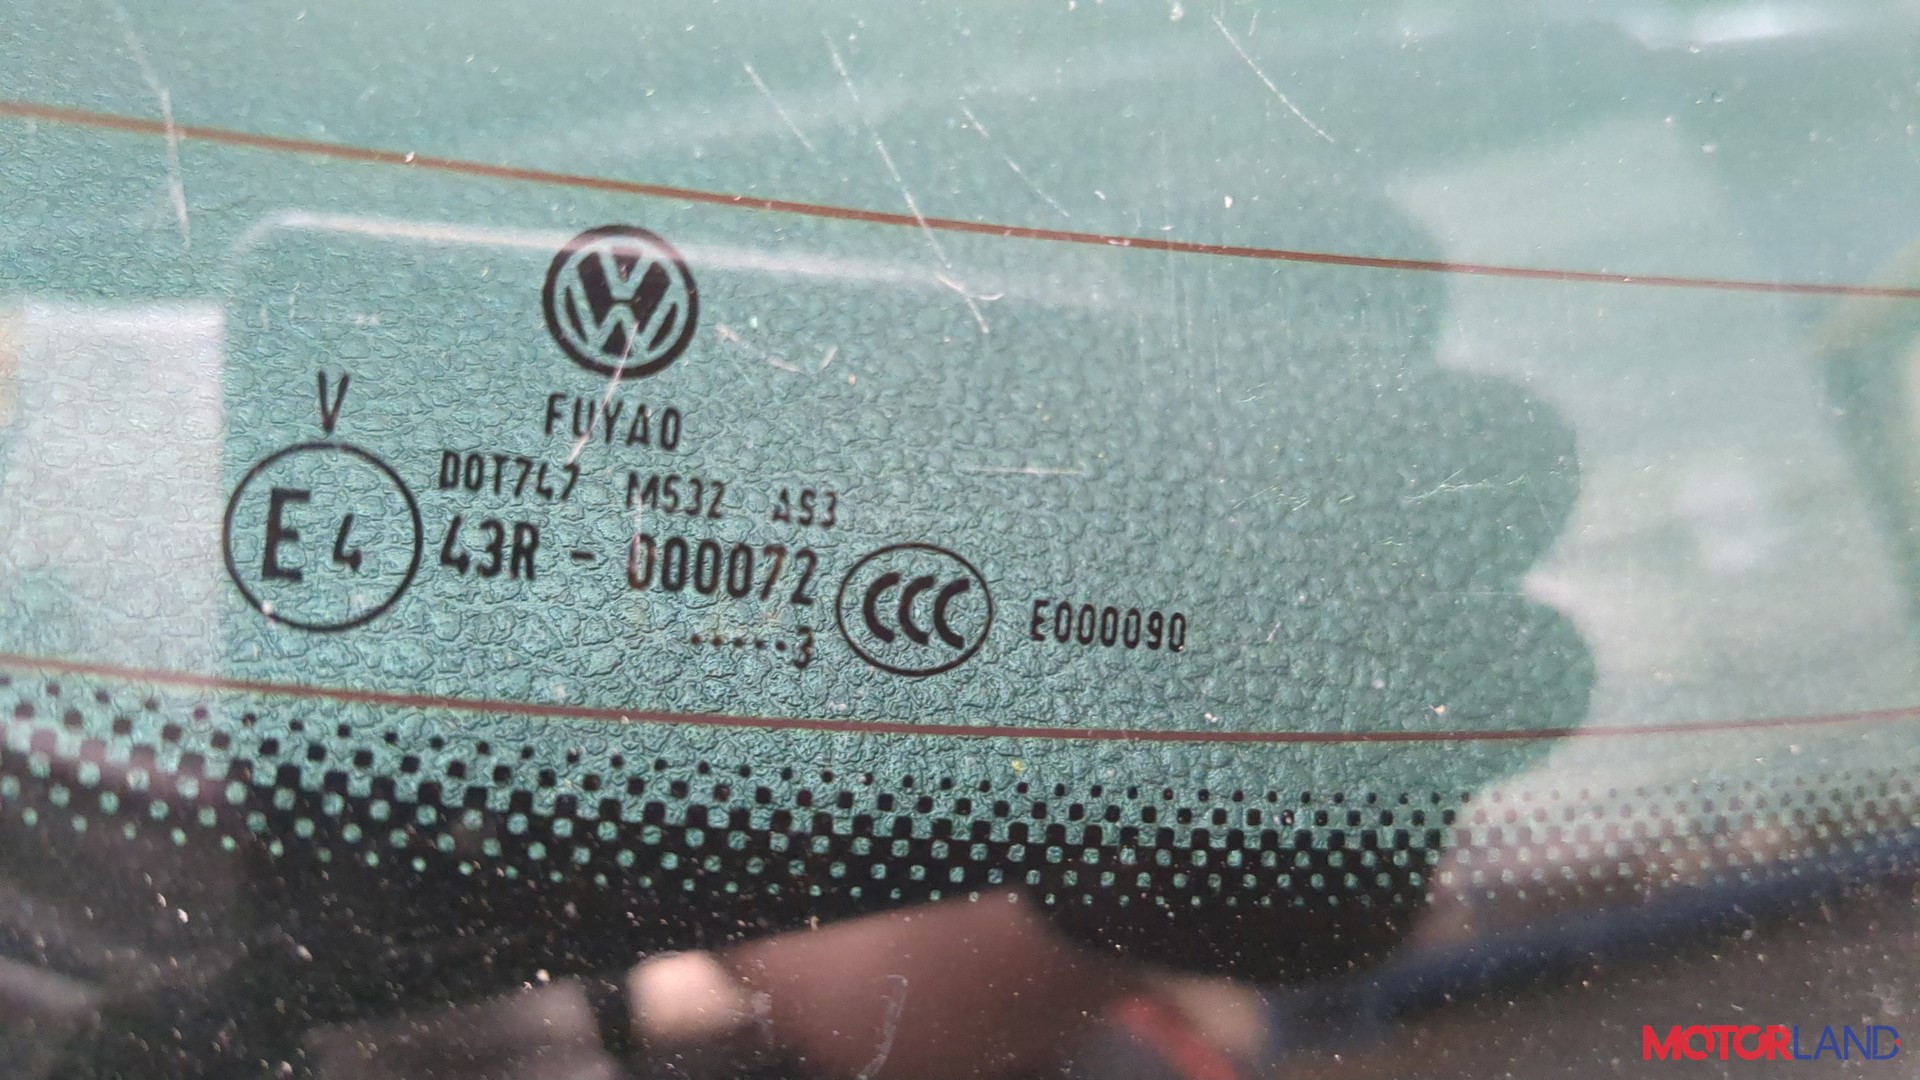 FUYAO
V
DOT747 M532 AS3
E4 43R - 000072
CCC E000090
.....3
MOTORLAND